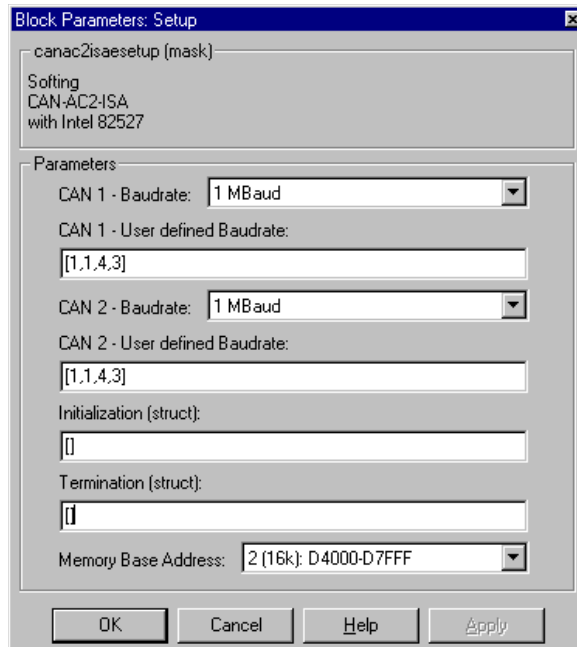 Block Parameters: Setup
canac2isaesetup (mask)
Softing
CAN-AC2-ISA
with Intel 82527
Parameters
CAN 1 - Baudrate: 1 MBaud
CAN 1 - User defined Baudrate:
[1,1,4,3]
CAN 2 - Baudrate: 1 MBaud
CAN 2 - User defined Baudrate:
[1,1,4,3]
Initialization (struct):
[]
Termination (struct):
[]
Memory Base Address: 2 (16k): D4000-D7FFF
OK Cancel Help Apply